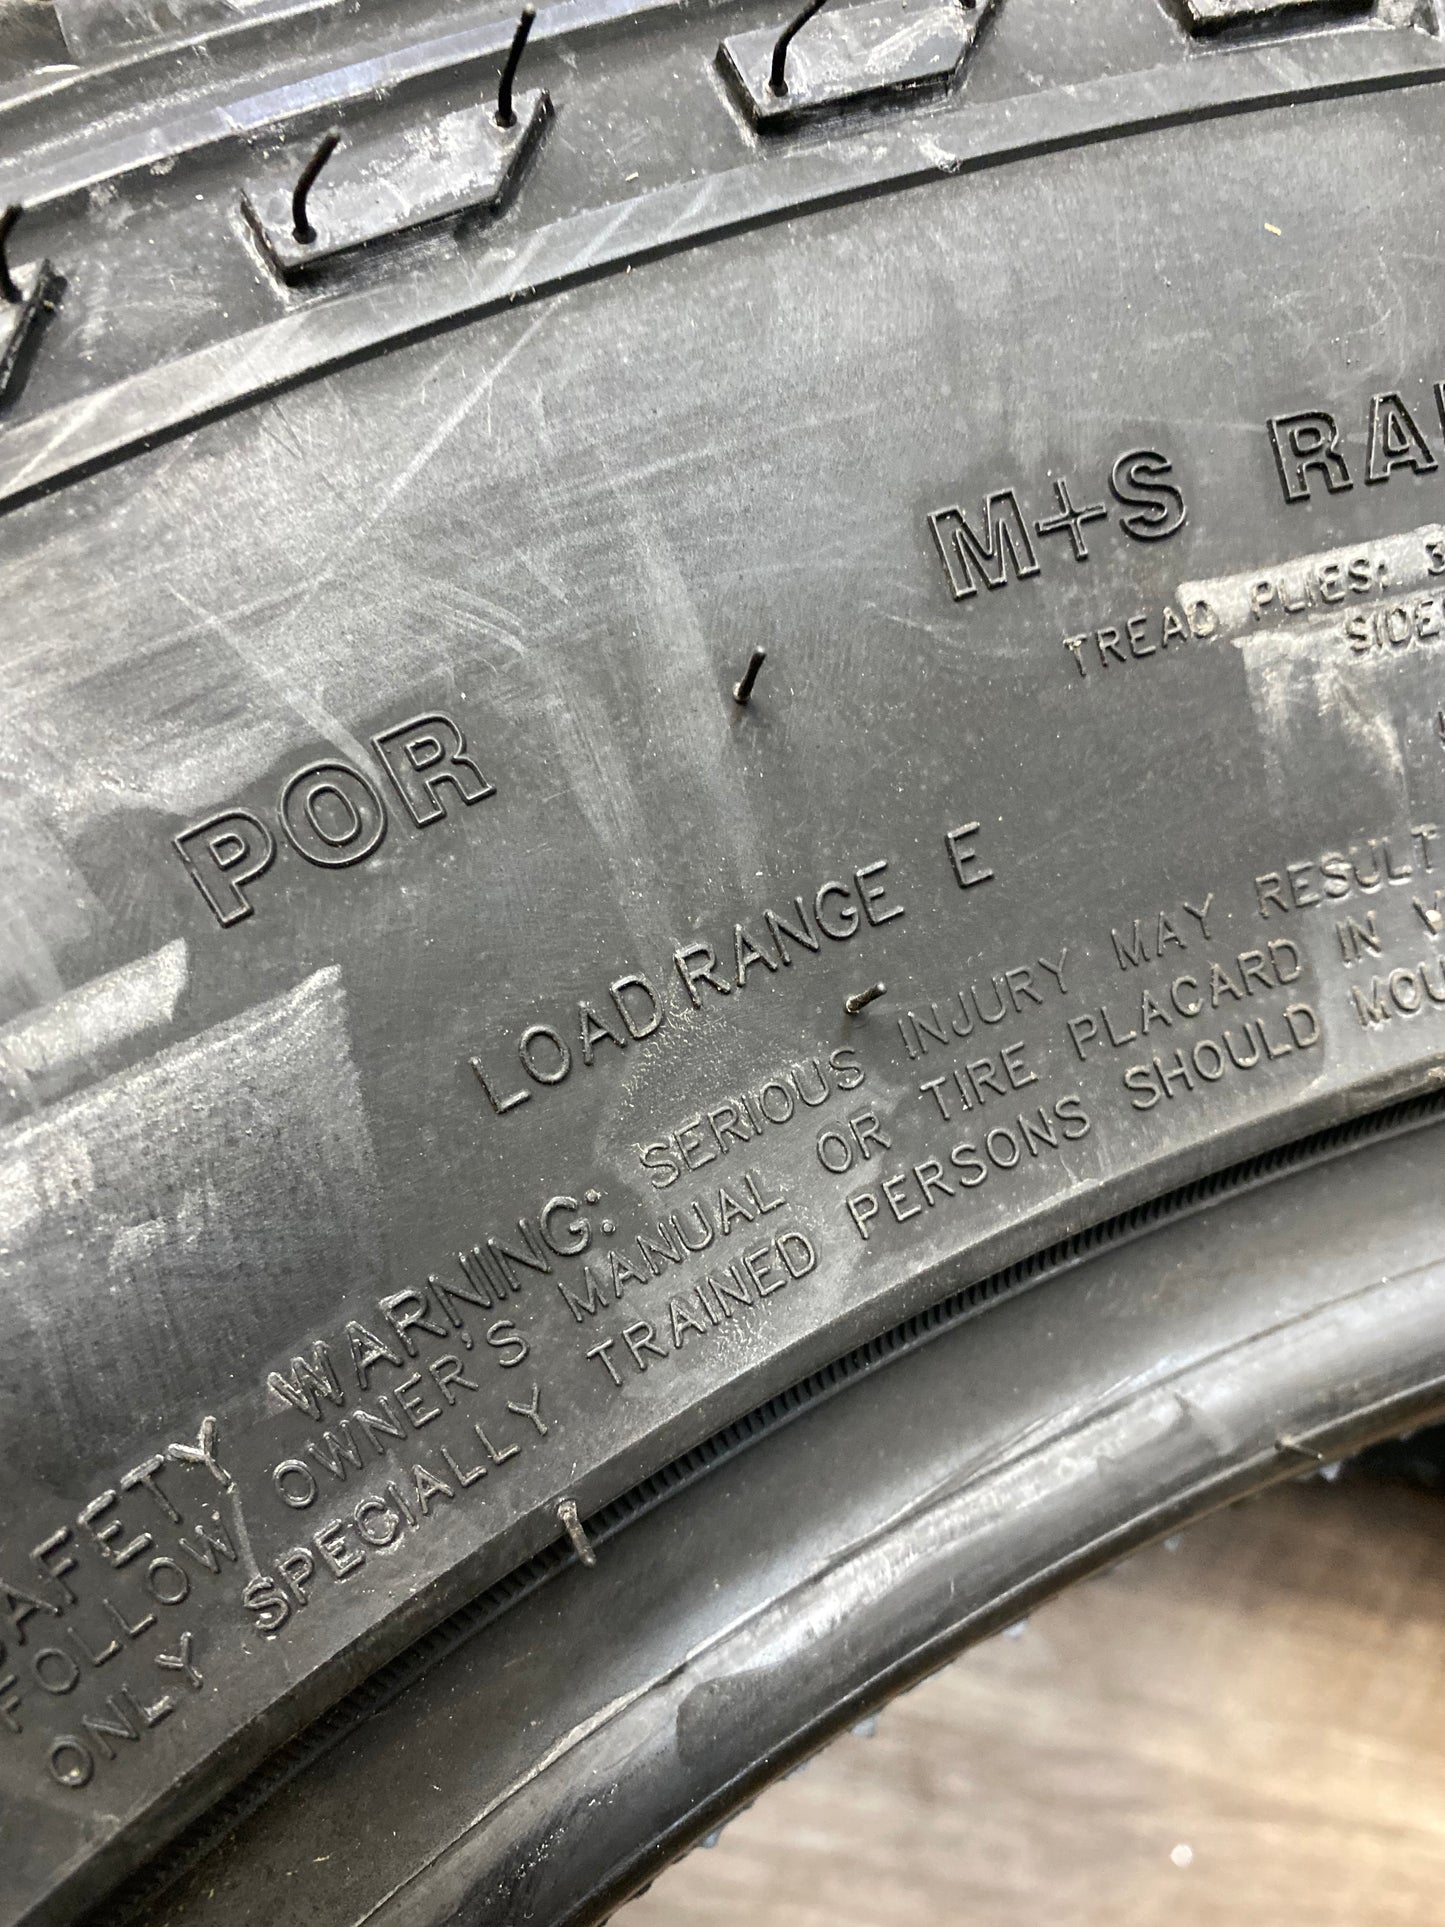 POR
M+S
TREAD PLIES: 3
LOAD RANGE E
SAFETY WARNING: SERIOUS INJURY MAY RESULT
FOLLOW OWNER'S MANUAL OR TIRE PLACARD IN
ONLY SPECIALLY TRAINED PERSONS SHOULD